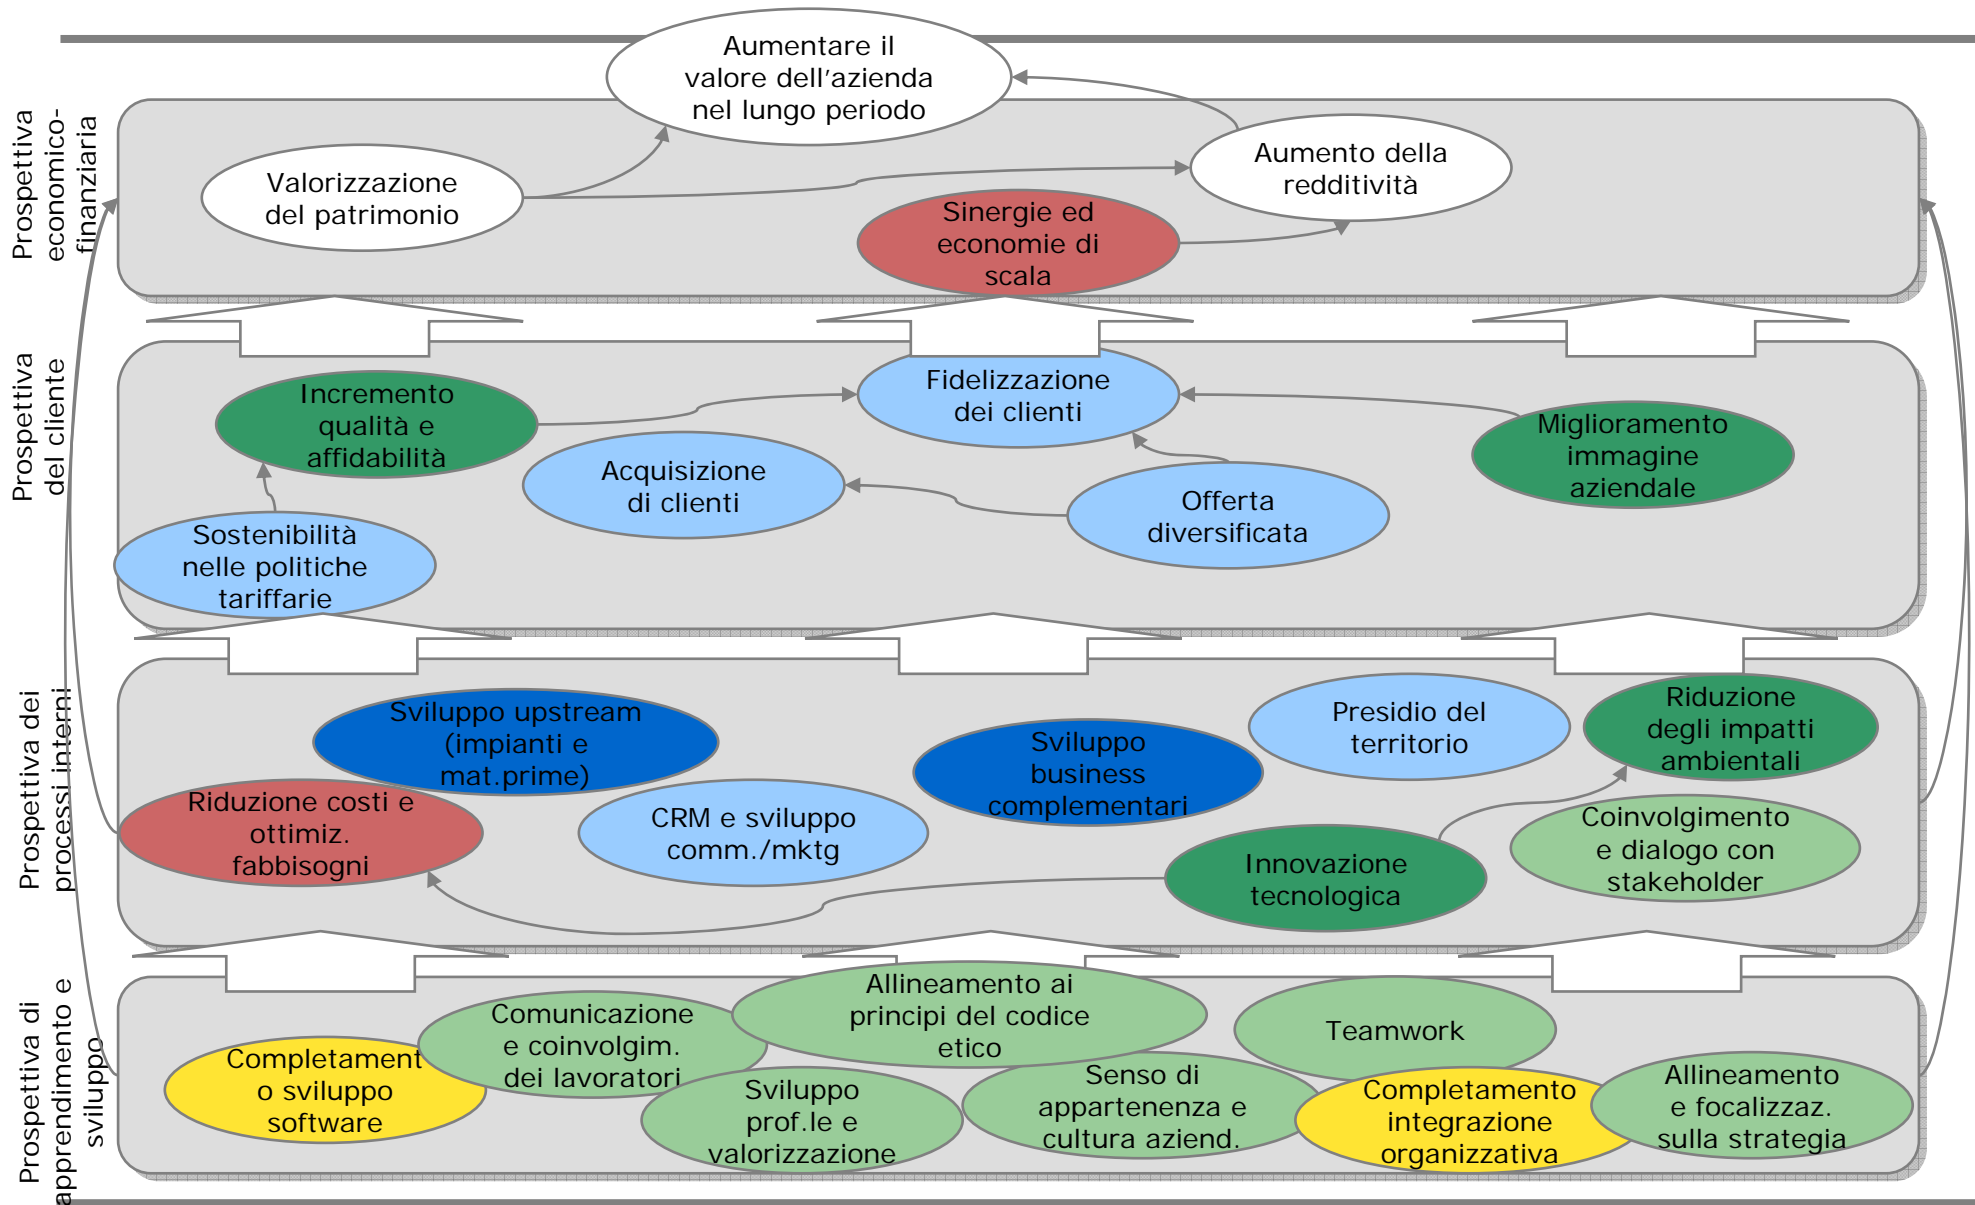 Aumentare il
valore dell'azienda
nel lungo periodo
Prospettiva
economico-
finanziaria
Valorizzazione
del patrimonio
Aumento della
redditività
Sinergie ed
economie di
scala
Prospettiva
del cliente
Incremento
qualità e
affidabilità
Fidelizzazione
dei clienti
Miglioramento
immagine
aziendale
Acquisizione
di clienti
Offerta
diversificata
Sostenibilità
nelle politiche
tariffarie
Prospettiva dei
processi interni
Sviluppo upstream
(impianti e
mat.prime)
Sviluppo
business
complementari
Presidio del
territorio
Riduzione
degli impatti
ambientali
Riduzione costi e
ottimiz.
fabbisogni
CRM e sviluppo
comm./mktg
Innovazione
tecnologica
Coinvolgimento
e dialogo con
stakeholder
Prospettiva di
apprendimento e
sviluppo
Completament
o sviluppo
software
Comunicazione
e coinvolgim.
dei lavoratori
Allineamento ai
principi del codice
etico
Teamwork
Sviluppo
prof.le e
valorizzazione
Senso di
appartenenza e
cultura aziend.
Completamento
integrazione
organizzativa
Allineamento
e focalizzaz.
sulla strategia